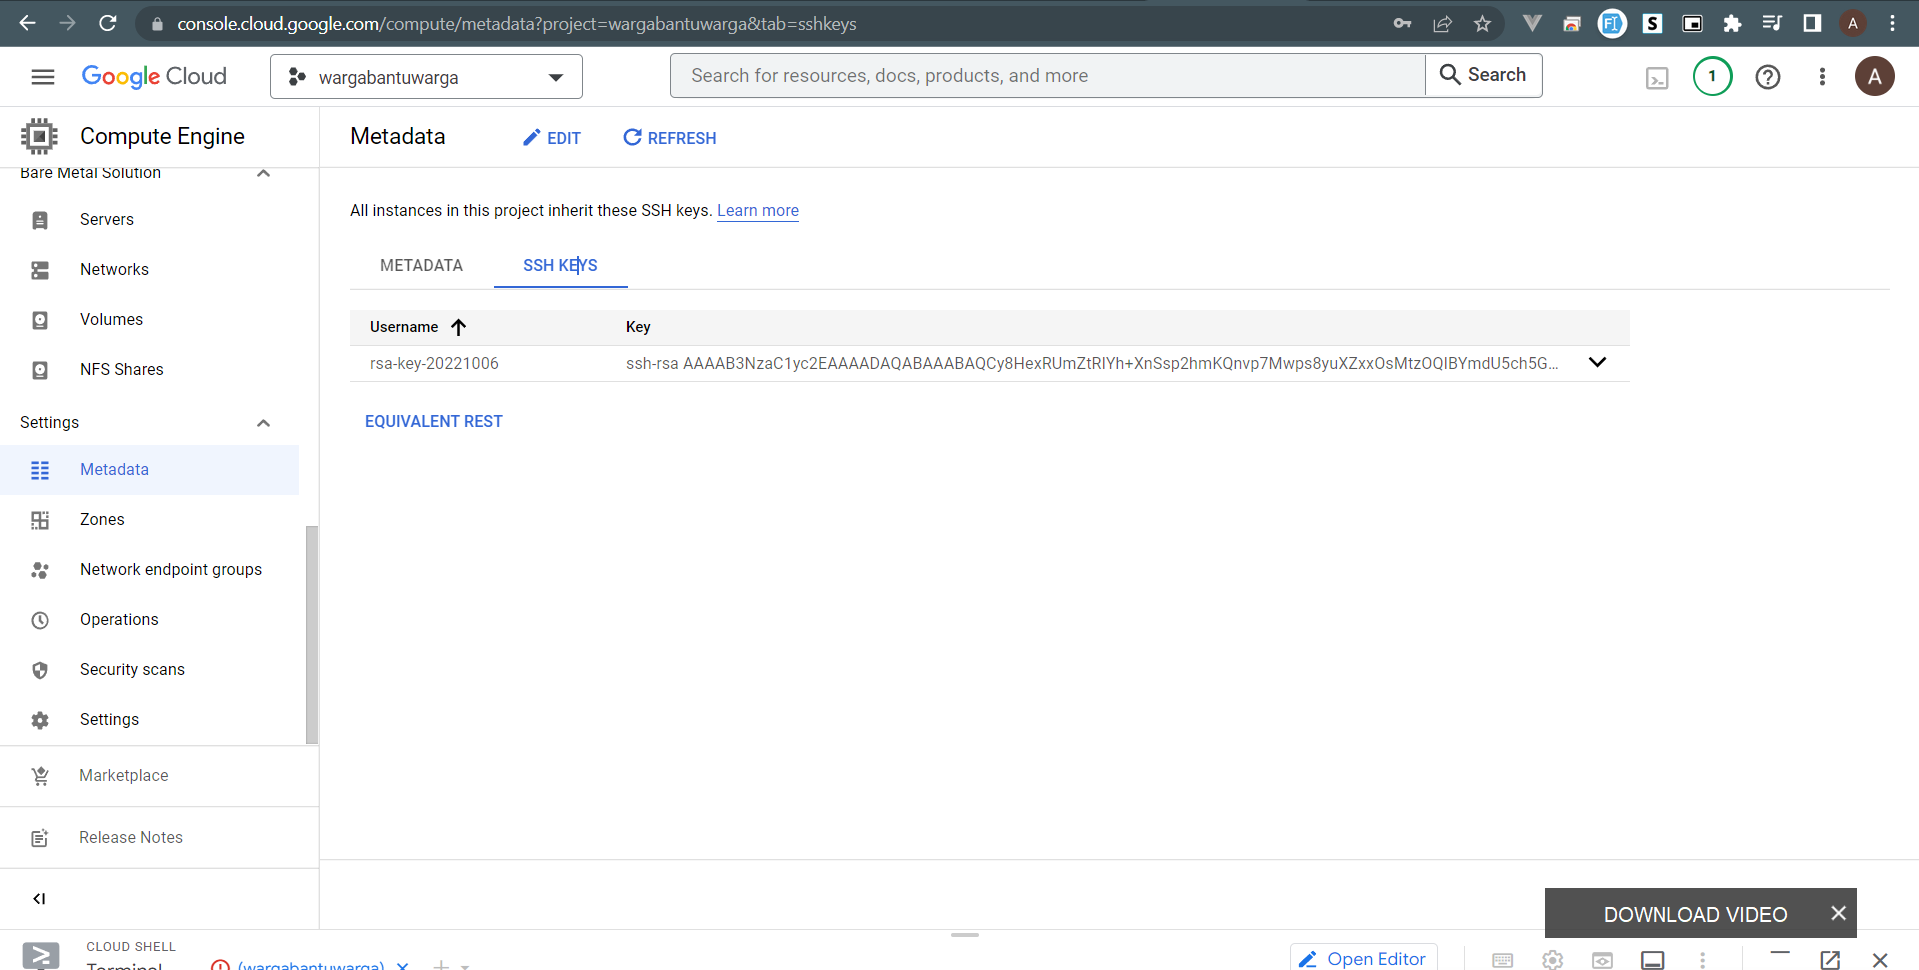 console.cloud.google.com/compute/metadata?project=wargabantuwarga&tab=sshkeys
A
Google Cloud
wargabantuwarga
Search for resources, docs, products, and more
Search
1
A
Compute Engine
Metadata
EDIT
REFRESH
Bare Metal Solution
Servers
Networks
Volumes
NFS Shares
Settings
Metadata
Zones
Network endpoint groups
Operations
Security scans
Settings
Marketplace
Release Notes
All instances in this project inherit these SSH keys. Learn more
METADATA
SSH KEYS
Username Key
rsa-key-20221006 ssh-rsa AAAAB3NzaC1yc2EAAAADAQABAAABAQCy8HexRUmZtRIYh+XnSsp2hmKQnvp7Mwps8yuXZxxOsMtzOQIBYmdU5ch5G...
EQUIVALENT REST
DOWNLOAD VIDEO
CLOUD SHELL
Terminal
(wargabantuwarga)
Open Editor